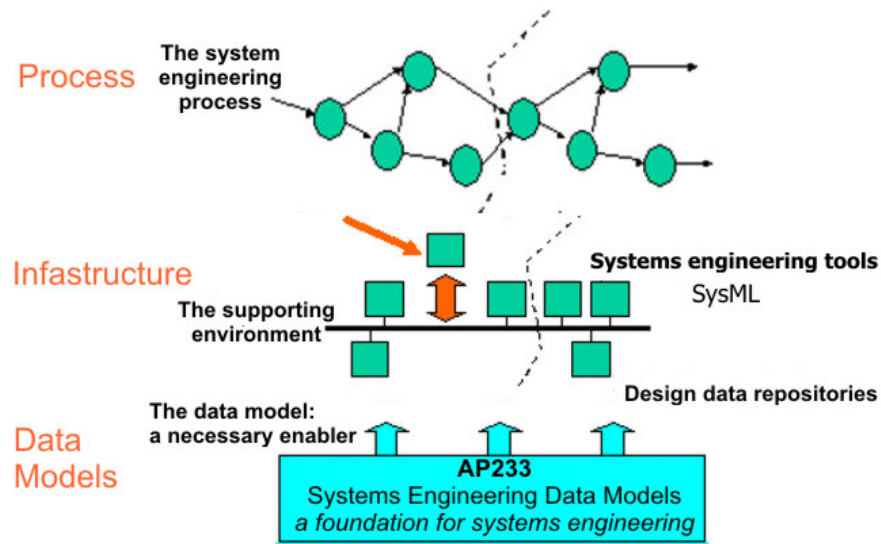 Process
The system
engineering
process
Infastructure
Systems engineering tools
SysML
The supporting
environment
Design data repositories
The data model:
a necessary enabler
Data
Models
AP233
Systems Engineering Data Models
a foundation for systems engineering